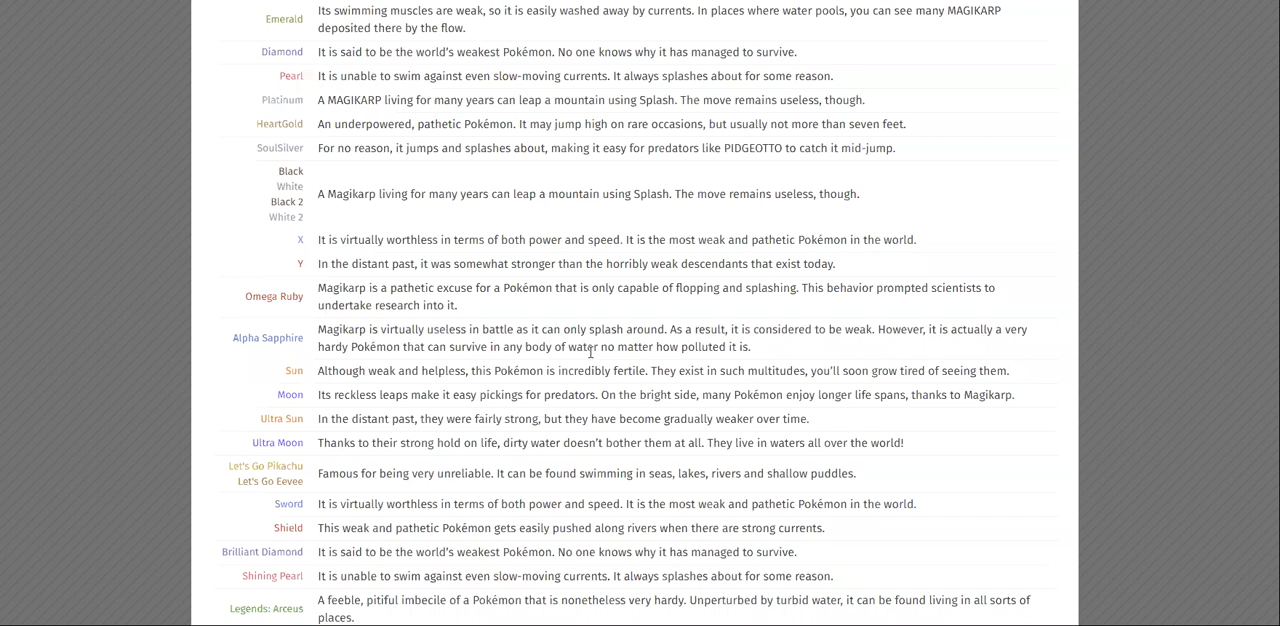 Emerald
Its swimming muscles are weak, so it is easily washed away by currents. In places where water pools, you can see many MAGIKARP
deposited there by the flow.
Diamond
It is said to be the world’s weakest Pokémon. No one knows why it has managed to survive.
Pearl
It is unable to swim against even slow-moving currents. It always splashes about for some reason.
Platinum
A MAGIKARP living for many years can leap a mountain using Splash. The move remains useless, though.
HeartGold
An underpowered, pathetic Pokémon. It may jump high on rare occasions, but usually not more than seven feet.
SoulSilver
For no reason, it jumps and splashes about, making it easy for predators like PIDGEOTTO to catch it mid-jump.
Black
White
Black 2
White 2
A Magikarp living for many years can leap a mountain using Splash. The move remains useless, though.
X
It is virtually worthless in terms of both power and speed. It is the most weak and pathetic Pokémon in the world.
Y
In the distant past, it was somewhat stronger than the horribly weak descendants that exist today.
Omega Ruby
Magikarp is a pathetic excuse for a Pokémon that is only capable of flopping and splashing. This behavior prompted scientists to
undertake research into it.
Alpha Sapphire
Magikarp is virtually useless in battle as it can only splash around. As a result, it is considered to be weak. However, it is actually a very
hardy Pokémon that can survive in any body of water no matter how polluted it is.
Sun
Although weak and helpless, this Pokémon is incredibly fertile. They exist in such multitudes, you’ll soon grow tired of seeing them.
Moon
Its reckless leaps make it easy pickings for predators. On the bright side, many Pokémon enjoy longer life spans, thanks to Magikarp.
Ultra Sun
In the distant past, they were fairly strong, but they have become gradually weaker over time.
Ultra Moon
Thanks to their strong hold on life, dirty water doesn’t bother them at all. They live in waters all over the world!
Let's Go Pikachu
Let's Go Eevee
Famous for being very unreliable. It can be found swimming in seas, lakes, rivers and shallow puddles.
Sword
It is virtually worthless in terms of both power and speed. It is the most weak and pathetic Pokémon in the world.
Shield
This weak and pathetic Pokémon gets easily pushed along rivers when there are strong currents.
Brilliant Diamond
It is said to be the world’s weakest Pokémon. No one knows why it has managed to survive.
Shining Pearl
It is unable to swim against even slow-moving currents. It always splashes about for some reason.
Legends: Arceus
A feeble, pitiful imbecile of a Pokémon that is nonetheless very hardy. Unperturbed by turbid water, it can be found living in all sorts of
places.